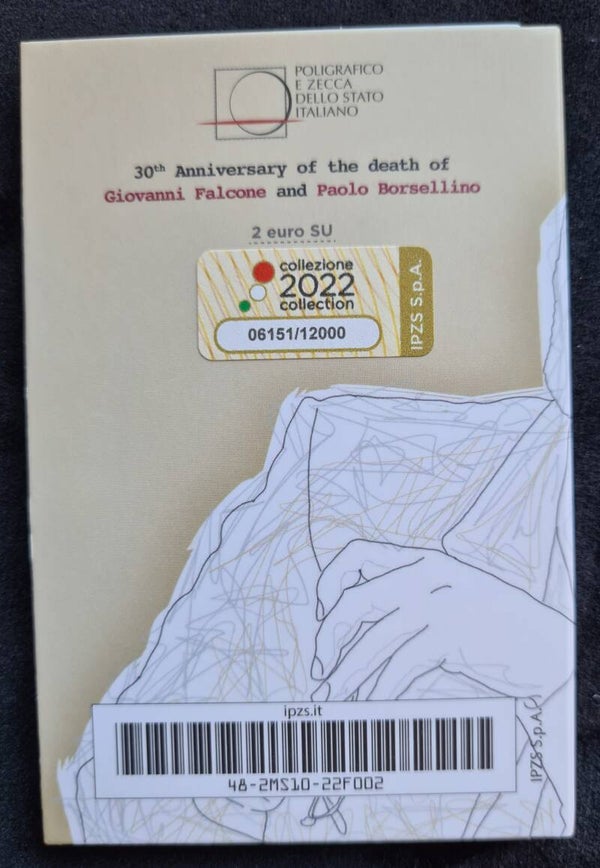 POLIGRAFICO
E ZECCA
DELLO STATO
ITALIANO
30th Anniversary of the death of
Giovanni Falcone and Paolo Borsellino
2 euro SU
collezione
2022
collection
06151/12000
IPZS S.p.A.
ipzs.it
48-2MS10-22F002
IPZS S.p.A.©